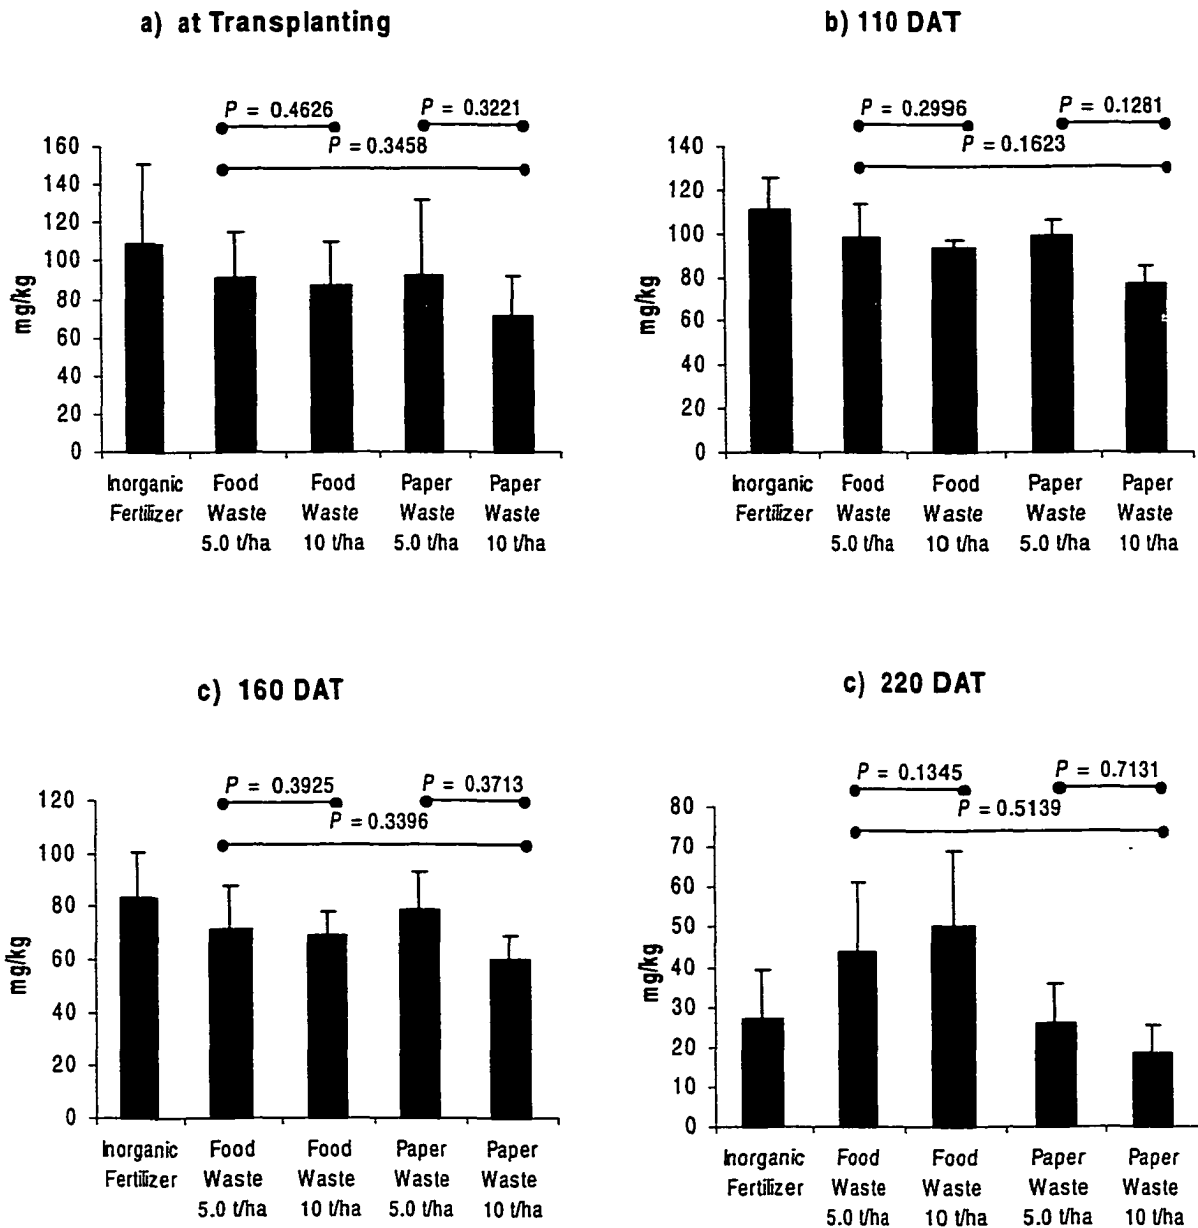 a) at Transplanting
P = 0.4626
P = 0.3221
P = 0.3458
160
140
120
100
80
60
40
20
0
mg/kg
Inorganic
Fertilizer
Food
Waste
5.0 t/ha
Food
Waste
10 t/ha
Paper
Waste
5.0 t/ha
Paper
Waste
10 t/ha
b) 110 DAT
P = 0.2996
P = 0.1281
P = 0.1623
140
120
100
80
60
40
20
0
mg/kg
Inorganic
Fertilizer
Food
Waste
5.0 t/ha
Food
Waste
10 t/ha
Paper
Waste
5.0 t/ha
Paper
Waste
10 t/ha
c) 160 DAT
P = 0.3925
P = 0.3713
P = 0.3396
120
100
80
60
40
20
0
mg/kg
Inorganic
Fertilizer
Food
Waste
5.0 t/ha
Food
Waste
10 t/ha
Paper
Waste
5.0 t/ha
Paper
Waste
10 t/ha
c) 220 DAT
P = 0.1345
P = 0.7131
P = 0.5139
80
70
60
50
40
30
20
10
0
mg/kg
Inorganic
Fertilizer
Food
Waste
5.0 t/ha
Food
Waste
10 t/ha
Paper
Waste
5.0 t/ha
Paper
Waste
10 t/ha